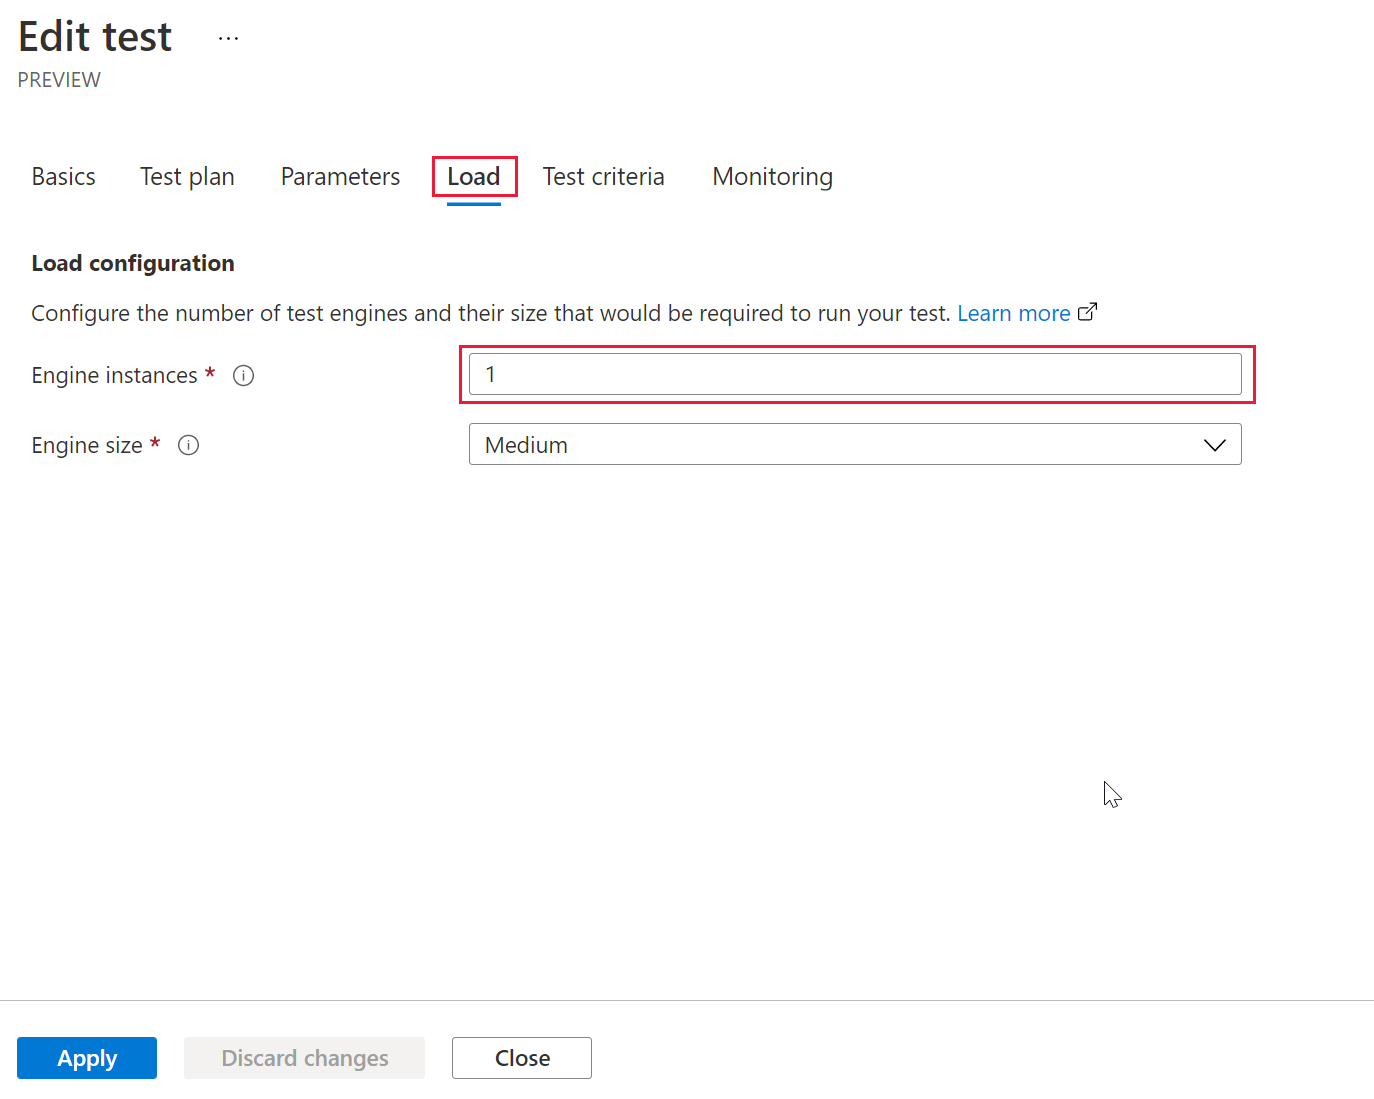 Edit test ...
PREVIEW
Basics Test plan Parameters Load Test criteria Monitoring
Load configuration
Configure the number of test engines and their size that would be required to run your test. Learn more
Engine instances * 1
Engine size * Medium
Apply Discard changes Close